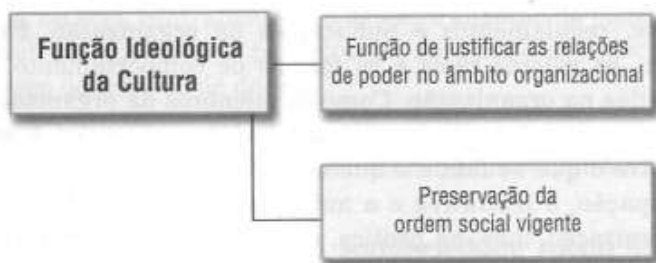 Função Ideológica
da Cultura
Função de justificar as relações
de poder no âmbito organizacional
Preservação da
ordem social vigente